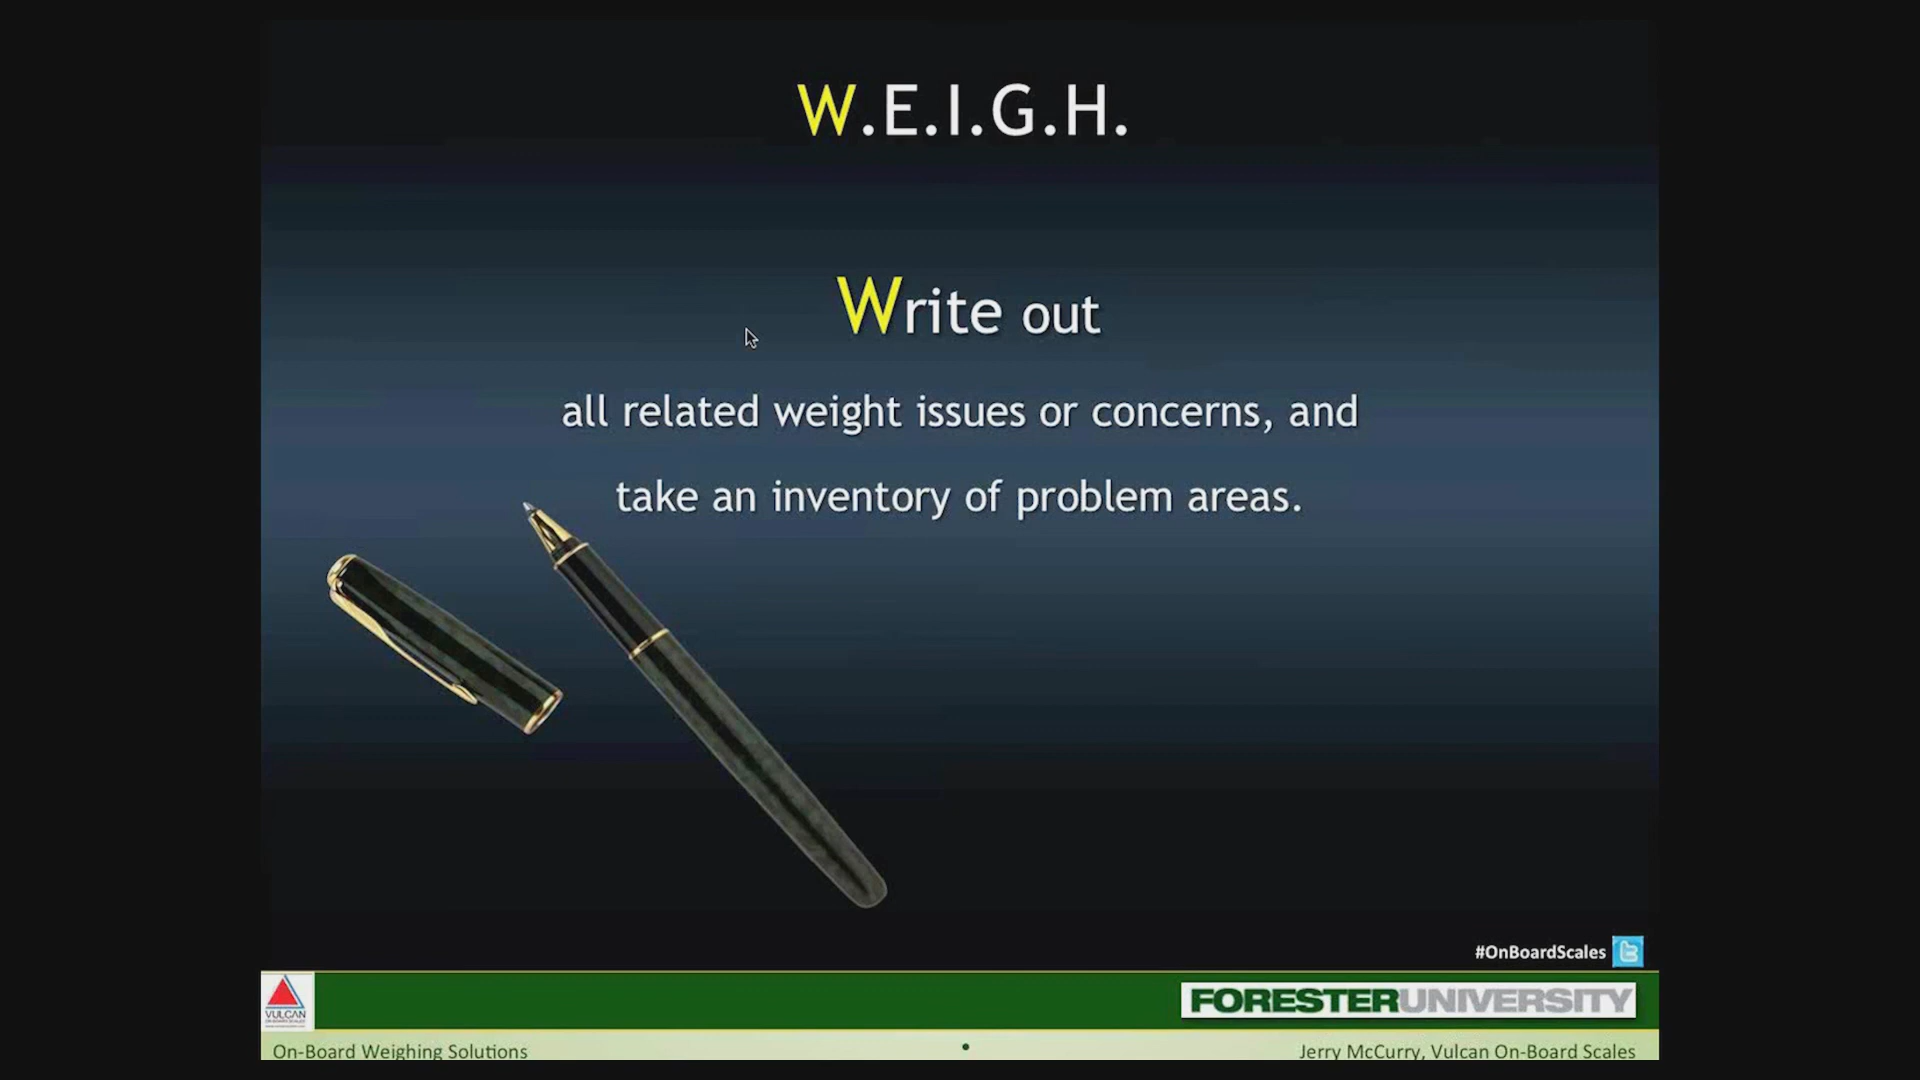 W.E.I.G.H.
Write out
all related weight issues or concerns, and
take an inventory of problem areas.
#OnBoardScales
VULCAN
FORESTERUNIVERSITY
On-Board Weighing Solutions
Jerry McCurry, Vulcan On-Board Scales